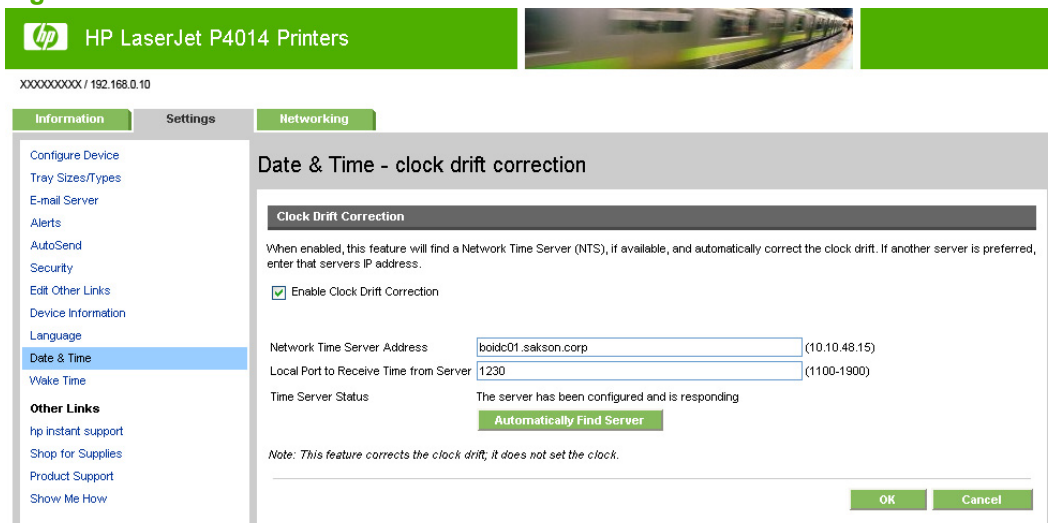 hp HP LaserJet P4014 Printers
XXXXXXXXX / 192.168.0.10
Information Settings Networking
Configure Device
Tray Sizes/Types
E-mail Server
Alerts
AutoSend
Security
Edit Other Links
Device Information
Language
Date & Time
Wake Time
Other Links
hp instant support
Shop for Supplies
Product Support
Show Me How
Date & Time - clock drift correction
Clock Drift Correction
When enabled, this feature will find a Network Time Server (NTS), if available, and automatically correct the clock drift. If another server is preferred,
enter that servers IP address.
Enable Clock Drift Correction
Network Time Server Address boidc01.sakson.corp (10.10.48.15)
Local Port to Receive Time from Server 1230 (1100-1900)
Time Server Status The server has been configured and is responding
Automatically Find Server
Note: This feature corrects the clock drift; it does not set the clock.
OK Cancel